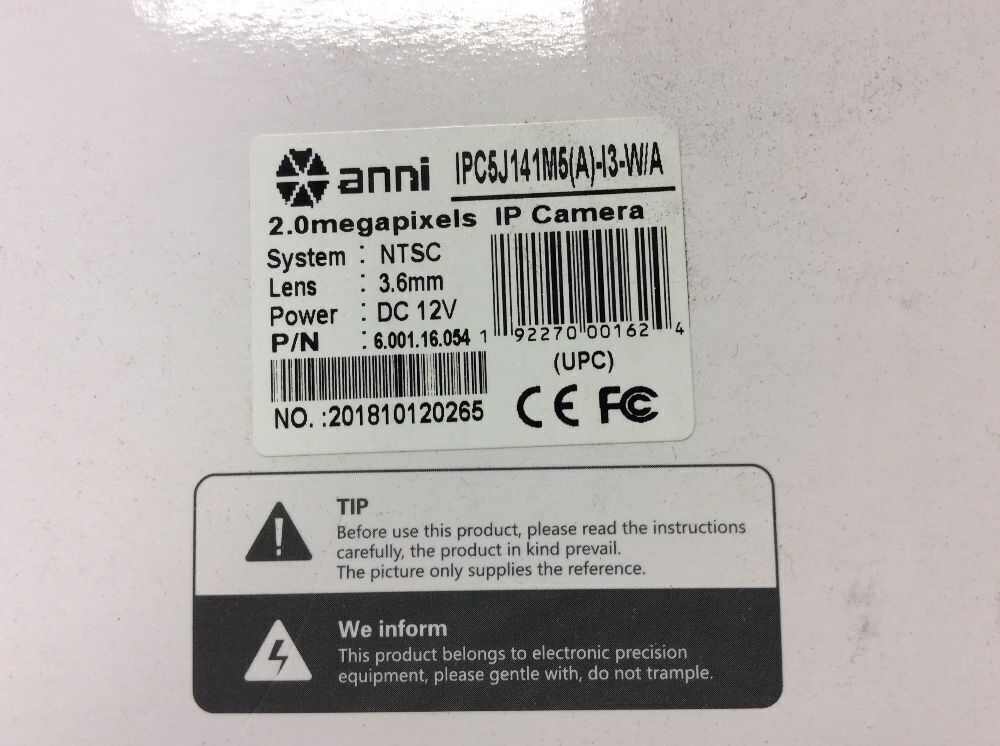 anni IPC5J141M5(A)-I3-W/A
2.0megapixels IP Camera
System : NTSC
Lens : 3.6mm
Power : DC 12V
P/N : 6.001.16.054
1 92270 00162 4
(UPC)
NO. :201810120265
CE FC
TIP
Before use this product, please read the instructions
carefully, the product in kind prevail.
The picture only supplies the reference.
We inform
This product belongs to electronic precision
equipment, please gentle with, do not trample.